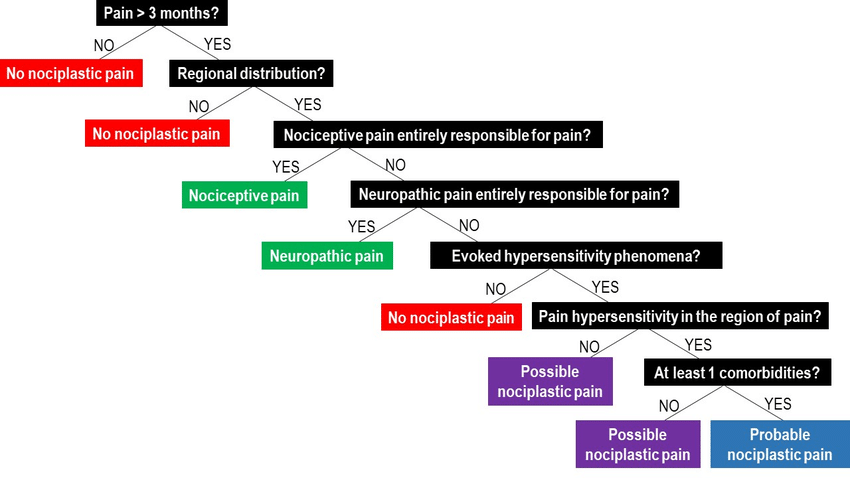 Pain > 3 months?
NO
YES
No nociplastic pain
Regional distribution?
NO
YES
No nociplastic pain
Nociceptive pain entirely responsible for pain?
YES
NO
Nociceptive pain
Neuropathic pain entirely responsible for pain?
YES
NO
Neuropathic pain
Evoked hypersensitivity phenomena?
NO
YES
No nociplastic pain
Pain hypersensitivity in the region of pain?
NO
YES
Possible
nociplastic pain
At least 1 comorbidities?
NO
YES
Possible
nociplastic pain
Probable
nociplastic pain